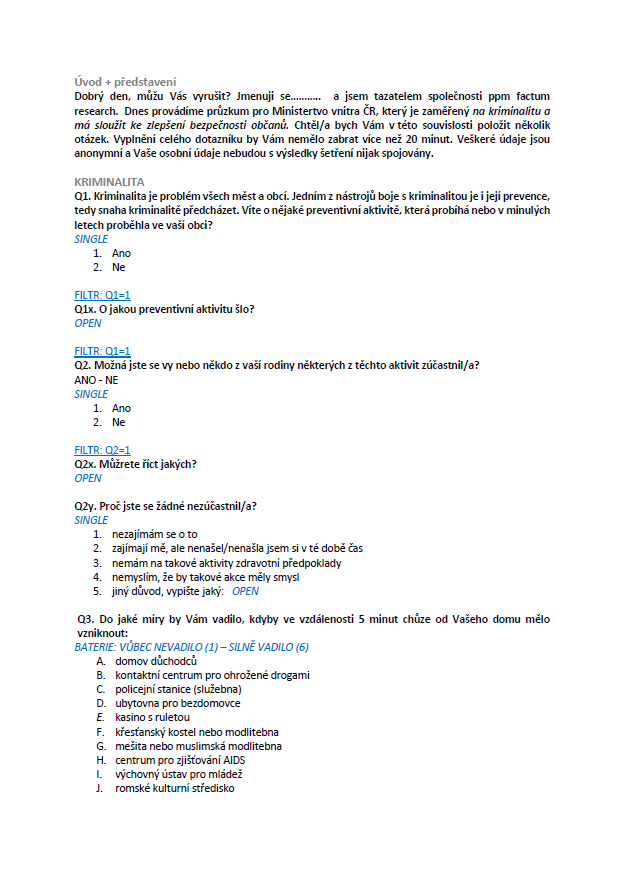 Úvod + představení
Dobrý den, můžu Vás vyrušit? Jmenuji se........... a jsem tazatelem společnosti ppm factum
research. Dnes provádíme průzkum pro Ministertvo vnitra ČR, který je zaměřený na kriminalitu a
má sloužit ke zlepšení bezpečnosti občanů. Chtěl/a bych Vám v této souvislosti položit několik
otázek. Vyplnění celého dotazníku by Vám nemělo zabrat více než 20 minut. Veškeré údaje jsou
anonymní a Vaše osobní údaje nebudou s výsledky šetření nijak spojovány.
KRIMINALITA
Q1. Kriminalita je problém všech měst a obcí. Jedním z nástrojů boje s kriminalitou je i její prevence,
tedy snaha kriminalitě předcházet. Víte o nějaké preventivní aktivitě, která probíhá nebo v minulých
letech proběhla ve vaší obci?
SINGLE
1. Ano
2. Ne
FILTR: Q1=1
Q1x. O jakou preventivní aktivitu šlo?
OPEN
FILTR: Q1=1
Q2. Možná jste se vy nebo někdo z vaší rodiny některých z těchto aktivit zúčastnil/a?
ANO - NE
SINGLE
1. Ano
2. Ne
FILTR: Q2=1
Q2x. Můžrete říct jakých?
OPEN
Q2y. Proč jste se žádné nezúčastnil/a?
SINGLE
1. nezajímám se o to
2. zajímají mě, ale nenašel/nenašla jsem si v té době čas
3. nemám na takové aktivity zdravotní předpoklady
4. nemyslím, že by takové akce měly smysl
5. jiný důvod, vypište jaký: OPEN
Q3. Do jaké míry by Vám vadilo, kdyby ve vzdálenosti 5 minut chůze od Vašeho domu mělo
vzniknout:
BATERIE: VŮBEC NEVADILO (1) – SILNĚ VADILO (6)
A. domov důchodců
B. kontaktní centrum pro ohrožené drogami
C. policejní stanice (služebna)
D. ubytovna pro bezdomovce
E. kasino s ruletou
F. křesťanský kostel nebo modlitebna
G. mešita nebo muslimská modlitebna
H. centrum pro zjišťování AIDS
I. výchovný ústav pro mládež
J. romské kulturní středisko